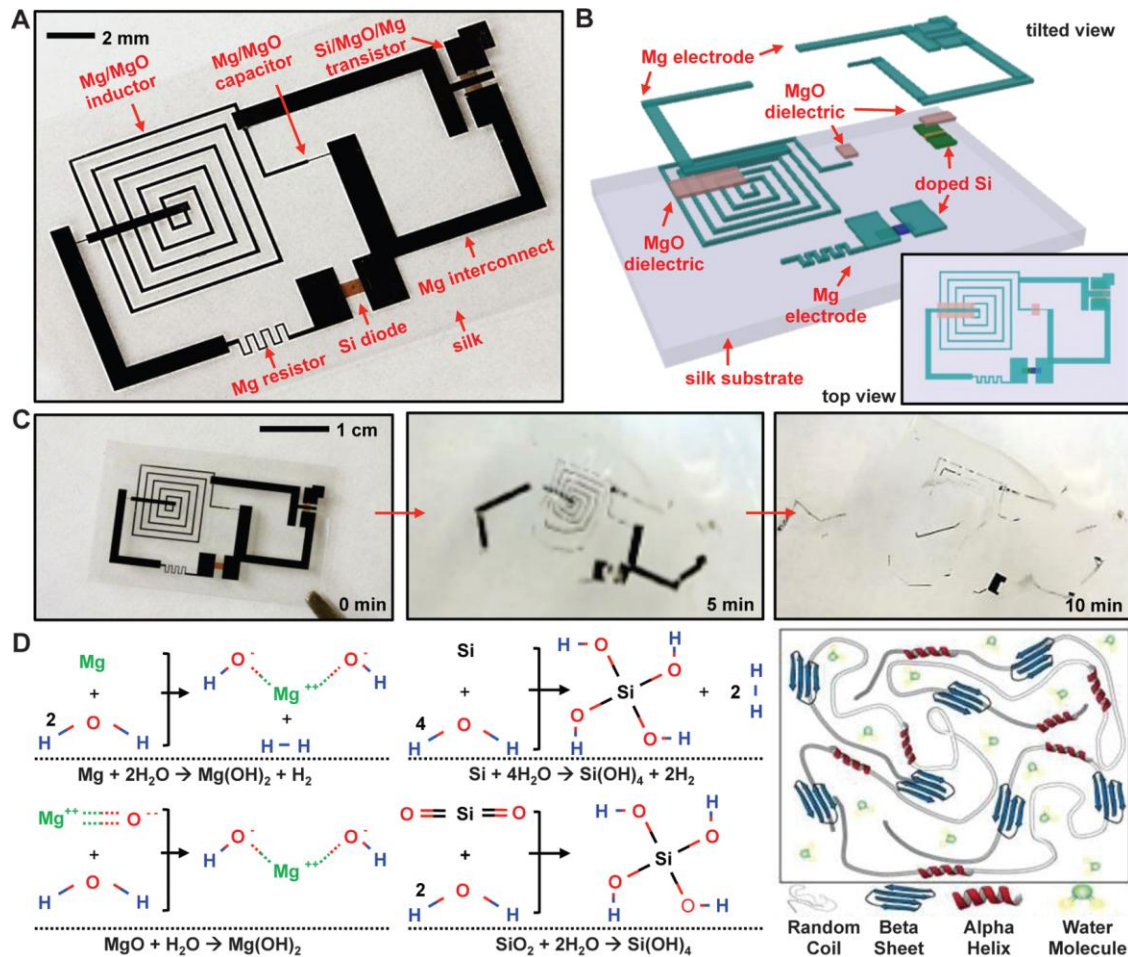 A
2 mm
Mg/MgO
inductor
Mg/MgO
capacitor
Si/MgO/Mg
transistor
Mg interconnect
Si diode
silk
Mg resistor
B
tilted view
Mg electrode
MgO
dielectric
doped Si
MgO
dielectric
Mg
electrode
silk substrate
top view
C
1 cm
0 min
5 min
10 min
D
Mg
+
2
O
H H
H
O -
Mg ++
O -
H
+
H-H
Mg + 2H₂O → Mg(OH)₂ + H₂
Si
+
4
O
H H
H
O
O
H
Si
O
H
O H
+ 2
H
H
Si + 4H₂O → Si(OH)₄ + 2H₂
Mg ++ O --
+
O
H H
H
O -
Mg ++
O -
H
MgO + H₂O → Mg(OH)₂
O Si O
+
2
O
H H
H
O
O
H
Si
O
H
O H
SiO₂ + 2H₂O → Si(OH)₄
Random
Coil
Beta
Sheet
Alpha
Helix
Water
Molecule